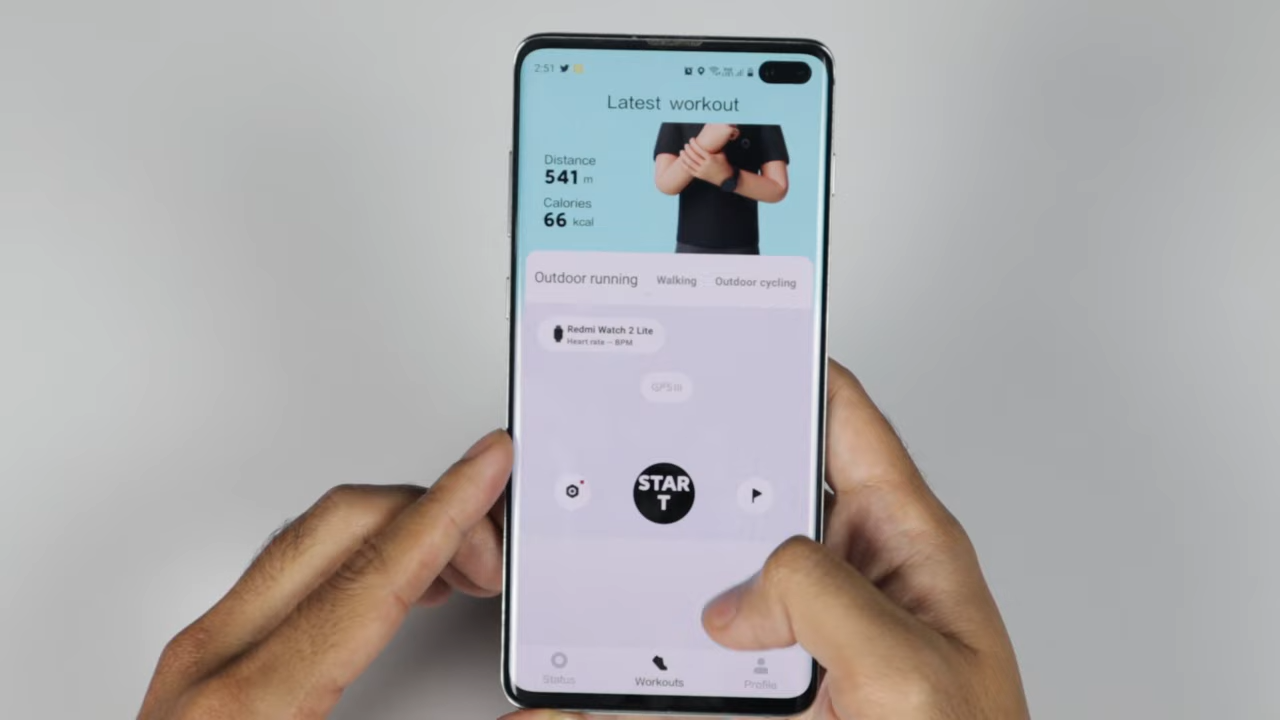 2:51
Latest workout
Distance
541 m
Calories
66 kcal
Outdoor running Walking Outdoor cycling
Redmi Watch 2 Lite
Heart rate -- BPM
GPS
STAR
T
Status Workouts Profile